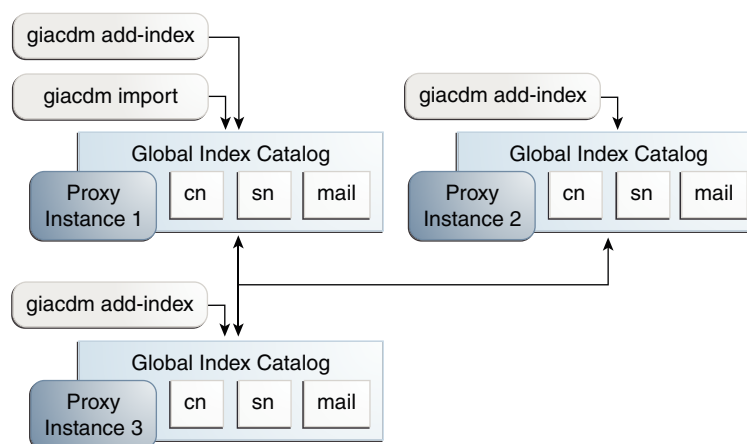 giacdm add-index
giacdm import
Global Index Catalog
Proxy
Instance 1
cn
sn
mail
giacdm add-index
Global Index Catalog
Proxy
Instance 2
cn
sn
mail
giacdm add-index
Global Index Catalog
Proxy
Instance 3
cn
sn
mail